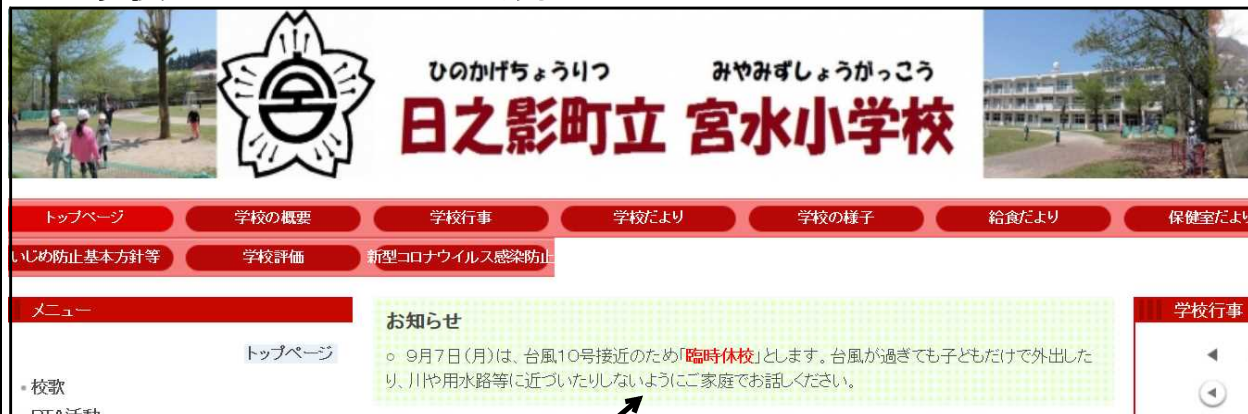 ひのかげちょうりつ みやみずしょうがっこう
日之影町立 宮水小学校
トップページ 学校の概要 学校行事 学校だより 学校の様子 給食だより 保健室だより
いじめ防止基本方針等 学校評価 新型コロナウイルス感染防止
メニュー
トップページ
校歌
お知らせ
○ 9月7日(月)は、台風10号接近のため「臨時休校」とします。台風が過ぎても子どもだけで外出した
り、川や用水路等に近づいたりしないようにご家庭でお話しください。
学校行事